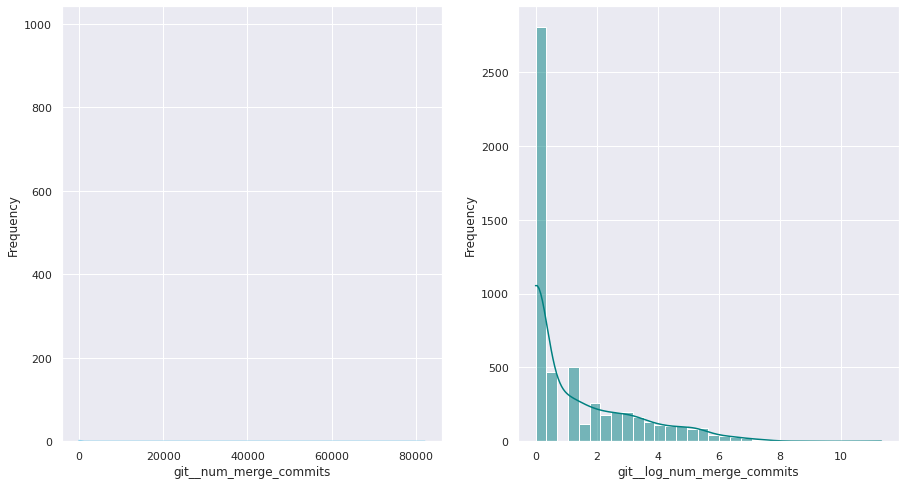 1000
800
600
400
200
0
Frequency
0 20000 40000 60000 80000
git__num_merge_commits
2500
2000
1500
1000
500
0
Frequency
0 2 4 6 8 10
git__log_num_merge_commits